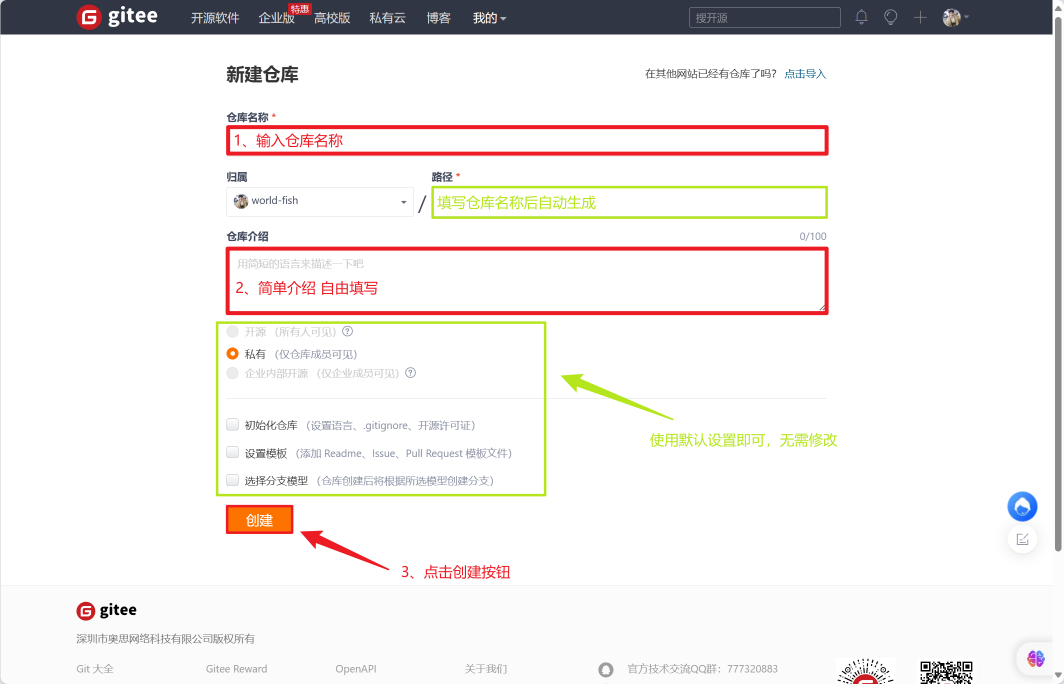 gitee 开源软件 企业版 特惠 高校版 私有云 博客 我的 搜开源
新建仓库 在其他网站已经有仓库了吗? 点击导入
仓库名称 *
1、输入仓库名称
归属 路径 *
world-fish / 填写仓库名称后自动生成
仓库介绍 0/100
用简短的语言来描述一下吧
2、简单介绍 自由填写
开源 (所有人可见) ?
私有 (仅仓库成员可见)
企业内部开源 (仅企业成员可见) ?
初始化仓库 (设置语言、.gitignore、开源许可证)
使用默认设置即可,无需修改
设置模板 (添加 Readme、Issue、Pull Request 模板文件)
选择分支模型 (仓库创建后将根据所选模型创建分支)
创建
3、点击创建按钮
gitee
深圳市奥思网络科技有限公司版权所有
Git 大全 Gitee Reward OpenAPI 关于我们 官方技术交流QQ群: 777320883